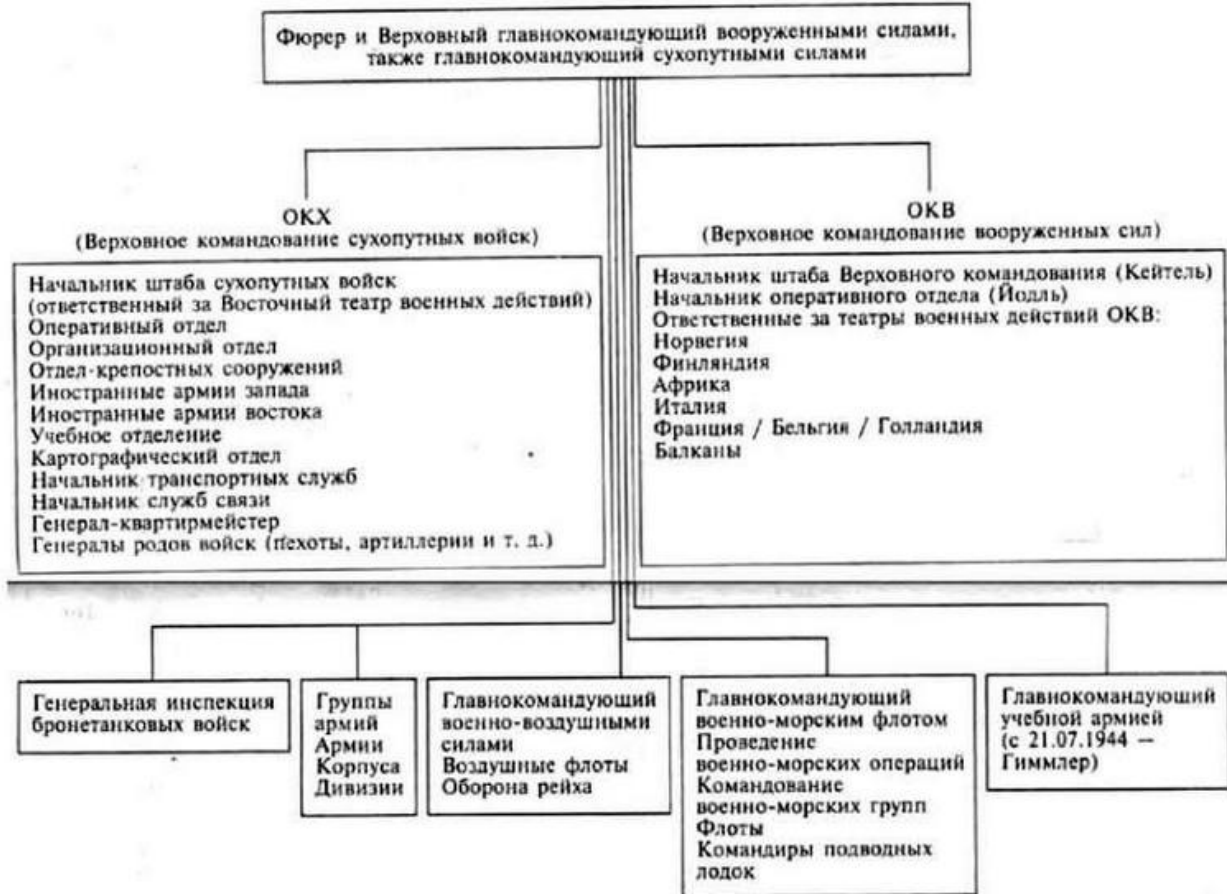 Фюрер и Верховный главнокомандующий вооруженными силами,
также главнокомандующий сухопутными силами
ОКХ
(Верховное командование сухопутных войск)
Начальник штаба сухопутных войск
(ответственный за Восточный театр военных действий)
Оперативный отдел
Организационный отдел
Отдел-крепостных сооружений
Иностранные армии запада
Иностранные армии востока
Учебное отделение
Картографический отдел
Начальник транспортных служб
Начальник служб связи
Генерал-квартирмейстер
Генералы родов войск (пехоты, артиллерии и т. д.)
ОКВ
(Верховное командование вооруженных сил)
Начальник штаба Верховного командования (Кейтель)
Начальник оперативного отдела (Йодль)
Ответственные за театры военных действий ОКВ:
Норвегия
Финляндия
Африка
Италия
Франция / Бельгия / Голландия
Балканы
Генеральная инспекция
бронетанковых войск
Группы
армий
Армии
Корпуса
Дивизии
Главнокомандующий
военно-воздушными
силами
Воздушные флоты
Оборона рейха
Главнокомандующий
военно-морским флотом
Проведение
военно-морских операций
Командование
военно-морских групп
Флоты
Командиры подводных
лодок
Главнокомандующий
учебной армией
(с 21.07.1944 —
Гиммлер)